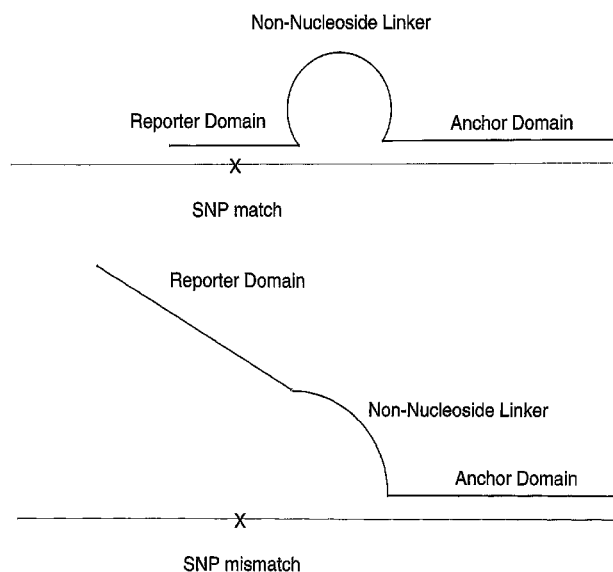 Non-Nucleoside Linker
Reporter Domain
Anchor Domain
X
SNP match
Reporter Domain
Non-Nucleoside Linker
Anchor Domain
X
SNP mismatch